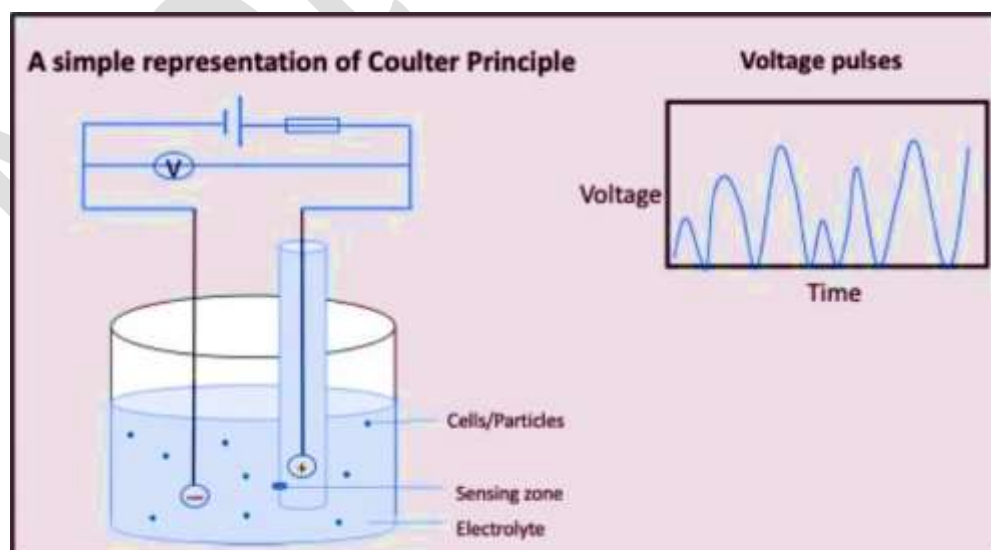 A simple representation of Coulter Principle
Voltage pulses
V
Voltage
Time
Cells/Particles
+
Sensing zone
−
Electrolyte